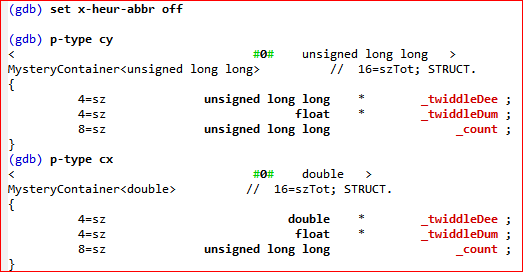 (gdb) set x-heur-abbr off
(gdb) p-type cy
< #0# unsigned long long >
MysteryContainer<unsigned long long> // 16=szTot; STRUCT.
{
4=sz unsigned long long * _twiddleDee ;
4=sz float * _twiddleDum ;
8=sz unsigned long long _count ;
}
(gdb) p-type cx
< #0# double >
MysteryContainer<double> // 16=szTot; STRUCT.
{
4=sz double * _twiddleDee ;
4=sz float * _twiddleDum ;
8=sz unsigned long long _count ;
}